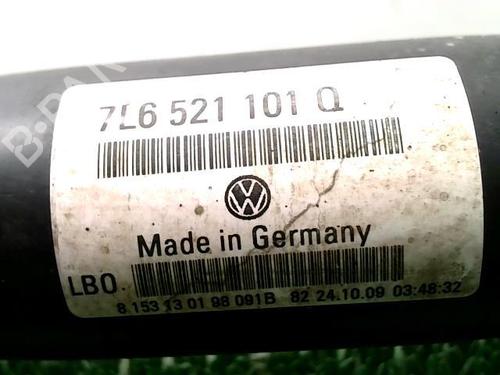 7L6 521 101 Q
Made in Germany
LBO
8 153 13 01 98 091B 82 24.10.09 03:48:32